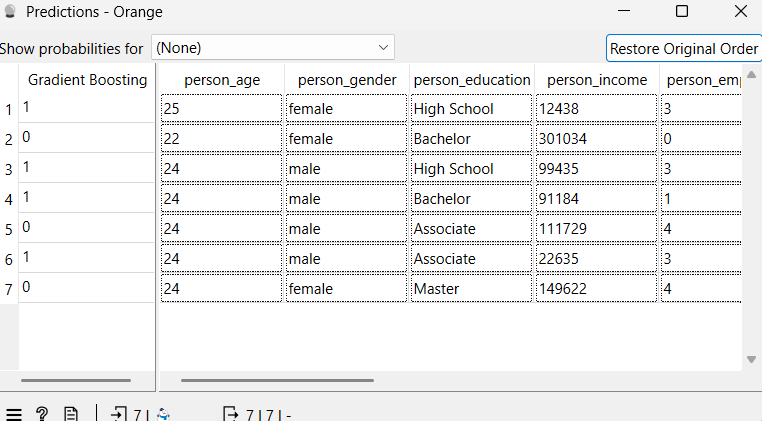 Predictions - Orange
Show probabilities for (None) Restore Original Order
Gradient Boosting person_age person_gender person_education person_income person_emp
1 1 25 female High School 12438 3
2 0 22 female Bachelor 301034 0
3 1 24 male High School 99435 3
4 1 24 male Bachelor 91184 1
5 0 24 male Associate 111729 4
6 1 24 male Associate 22635 3
7 0 24 female Master 149622 4
? 7 | 7 | 7 | -